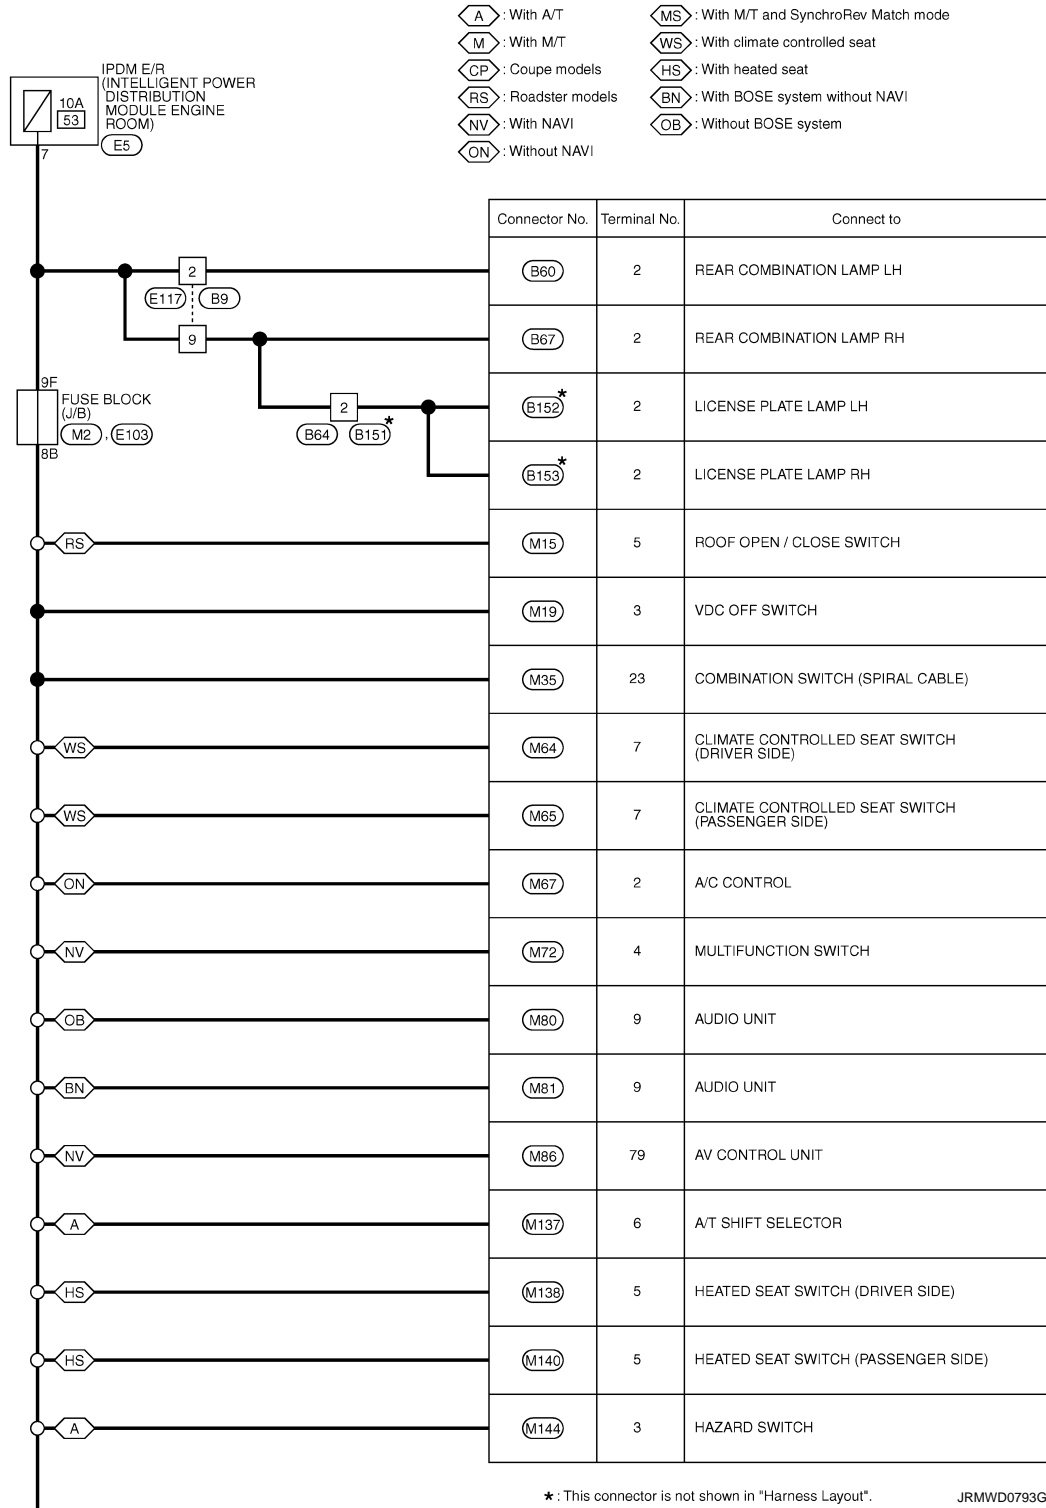 A : With A/T
M : With M/T
CP : Coupe models
RS : Roadster models
NV : With NAVI
ON : Without NAVI
MS : With M/T and SynchroRev Match mode
WS : With climate controlled seat
HS : With heated seat
BN : With BOSE system without NAVI
OB : Without BOSE system
10A
53
IPDM E/R
(INTELLIGENT POWER
DISTRIBUTION
MODULE ENGINE
ROOM)
E5
7
Connector No. Terminal No. Connect to
2 B60 2 REAR COMBINATION LAMP LH
E117 B9
9 B67 2 REAR COMBINATION LAMP RH
9F
FUSE BLOCK
(J/B)
M2 , E103
8B
2 B152* 2 LICENSE PLATE LAMP LH
B64 B151*
B153* 2 LICENSE PLATE LAMP RH
RS M15 5 ROOF OPEN / CLOSE SWITCH
M19 3 VDC OFF SWITCH
M35 23 COMBINATION SWITCH (SPIRAL CABLE)
WS M64 7 CLIMATE CONTROLLED SEAT SWITCH
(DRIVER SIDE)
WS M65 7 CLIMATE CONTROLLED SEAT SWITCH
(PASSENGER SIDE)
ON M67 2 A/C CONTROL
NV M72 4 MULTIFUNCTION SWITCH
OB M80 9 AUDIO UNIT
BN M81 9 AUDIO UNIT
NV M86 79 AV CONTROL UNIT
A M137 6 A/T SHIFT SELECTOR
HS M138 5 HEATED SEAT SWITCH (DRIVER SIDE)
HS M140 5 HEATED SEAT SWITCH (PASSENGER SIDE)
A M144 3 HAZARD SWITCH
* : This connector is not shown in "Harness Layout".
JRMWD0793G